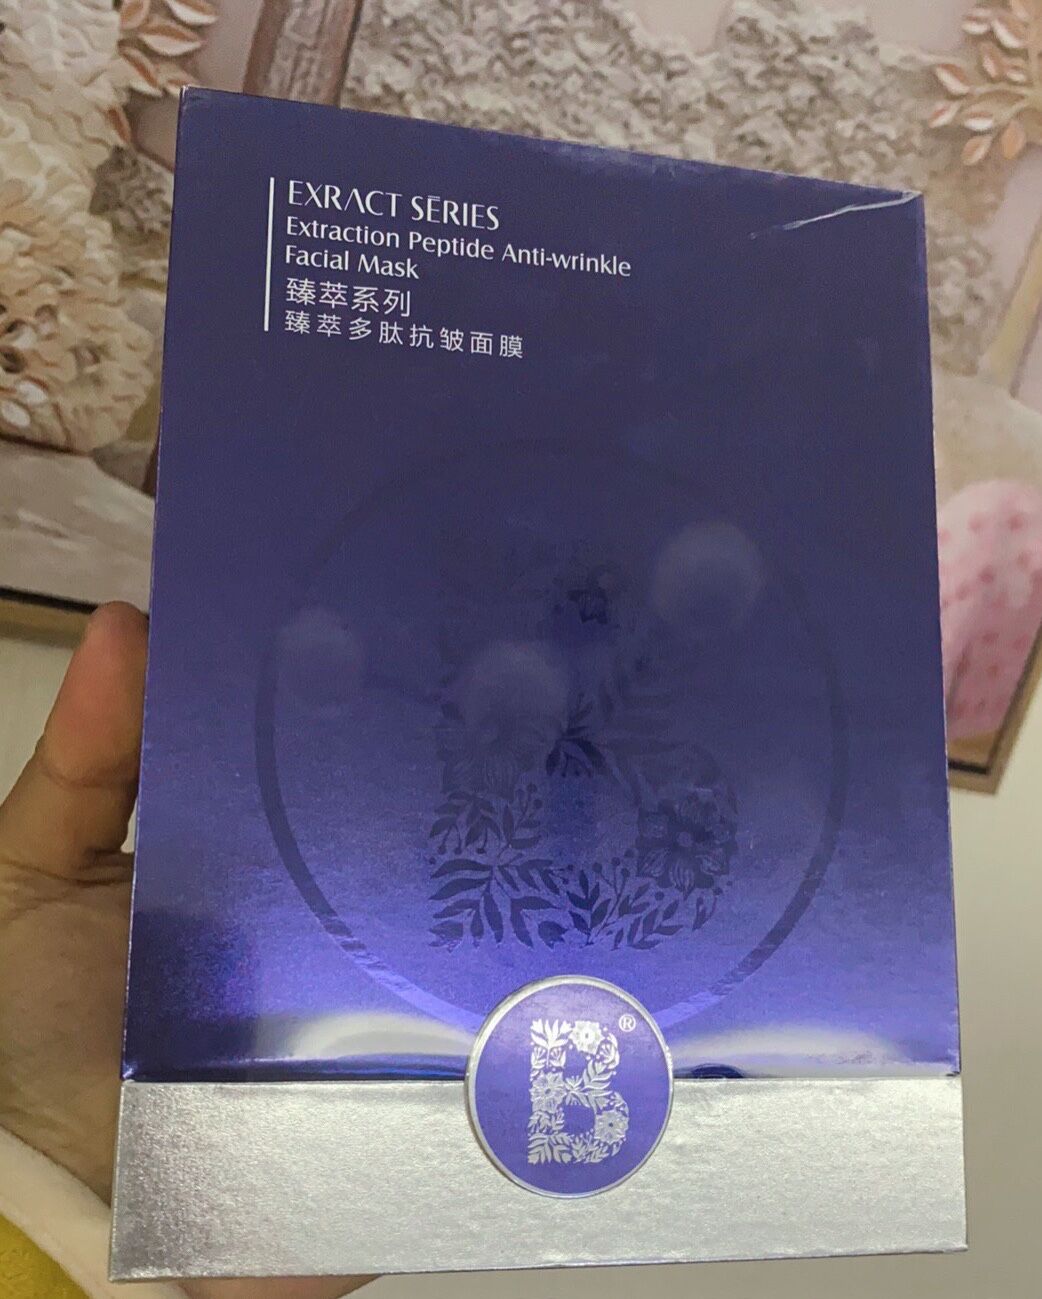 EXRACT SĒRIES
Extraction Peptide Anti-wrinkle
Facial Mask
臻萃系列
臻萃多肽抗皱面膜
B®